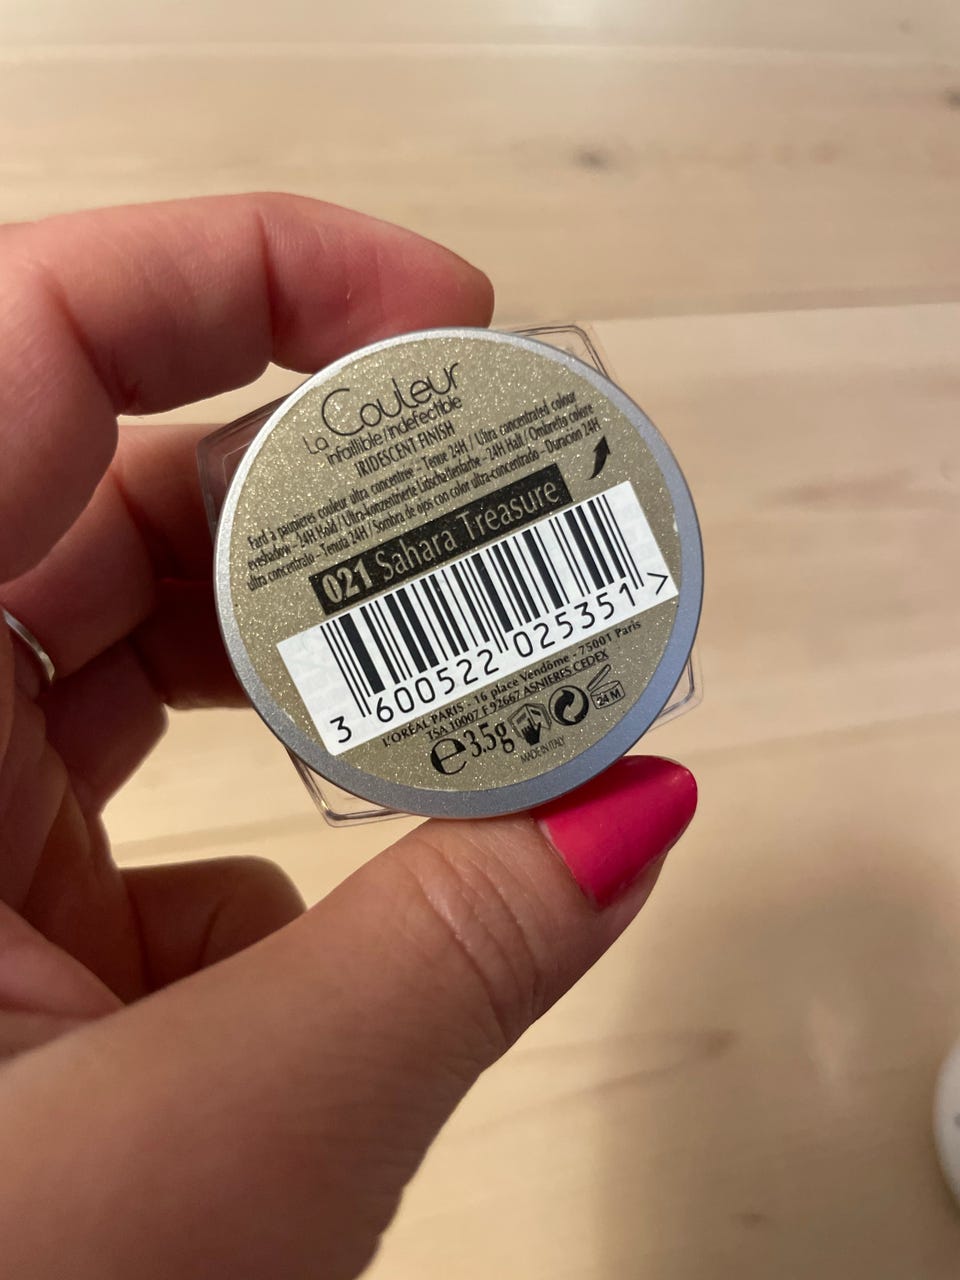 La Couleur
infaillible/indefectible
IRIDESCENT FINISH
Fard à paupières couleur ultra concentrée - Tenue 24H / Ultra concentrated colour
eyeshadow - 24H Hold / Ultra-konzentrierte Lidschattenfarbe - 24H Halt / Ombretto colore
ultra concentrato - Tenuta 24H / Sombra de ojos con color ultra-concentrado - Duracion 24H
021 Sahara Treasure
3 600522 025351 >
L'ORÉAL PARIS - 16 place Vendôme - 75001 Paris
TSA 10007 F 92667 ASNIERES CEDEX
e 3.5g
24 M
MADE IN ITALY